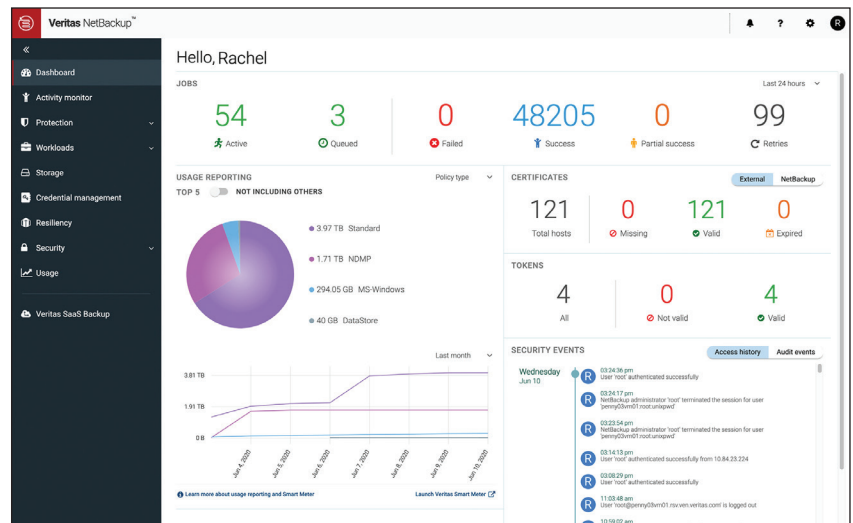 Veritas NetBackup™
?
R
«
Dashboard
Activity monitor
Protection
Workloads
Storage
Credential management
Resiliency
Security
Usage
Veritas SaaS Backup
Hello, Rachel
JOBS
Last 24 hours
54
Active
3
Queued
0
Failed
48205
Success
0
Partial success
99
Retries
USAGE REPORTING
Policy type
TOP 5
NOT INCLUDING OTHERS
3.97 TB Standard
1.71 TB NDMP
294.05 GB MS-Windows
40 GB DataStore
Last month
3.81 TB
1.91 TB
0 B
Jun 4, 2020
Jun 5, 2020
Jun 6, 2020
Jun 7, 2020
Jun 8, 2020
Jun 9, 2020
Jun 10, 2020
Learn more about usage reporting and Smart Meter
Launch Veritas Smart Meter
CERTIFICATES
External
NetBackup
121
Total hosts
0
Missing
121
Valid
0
Expired
TOKENS
4
All
0
Not valid
4
Valid
SECURITY EVENTS
Access history
Audit events
Wednesday
Jun 10
R
03:24:36 pm
User 'root' authenticated successfully
R
03:24:17 pm
NetBackup administrator 'root' terminated the session for user
'penny03vm01:root:unixpwd'
R
03:23:54 pm
NetBackup administrator 'root' terminated the session for user
'penny03vm01:root:unixpwd'
R
03:14:13 pm
User 'root' authenticated successfully from 10.84.23.224
R
03:08:29 pm
User 'root' authenticated successfully
R
11:03:48 am
User 'root@penny03vm01.rsv.ven.veritas.com' is logged out
10:59:02 am